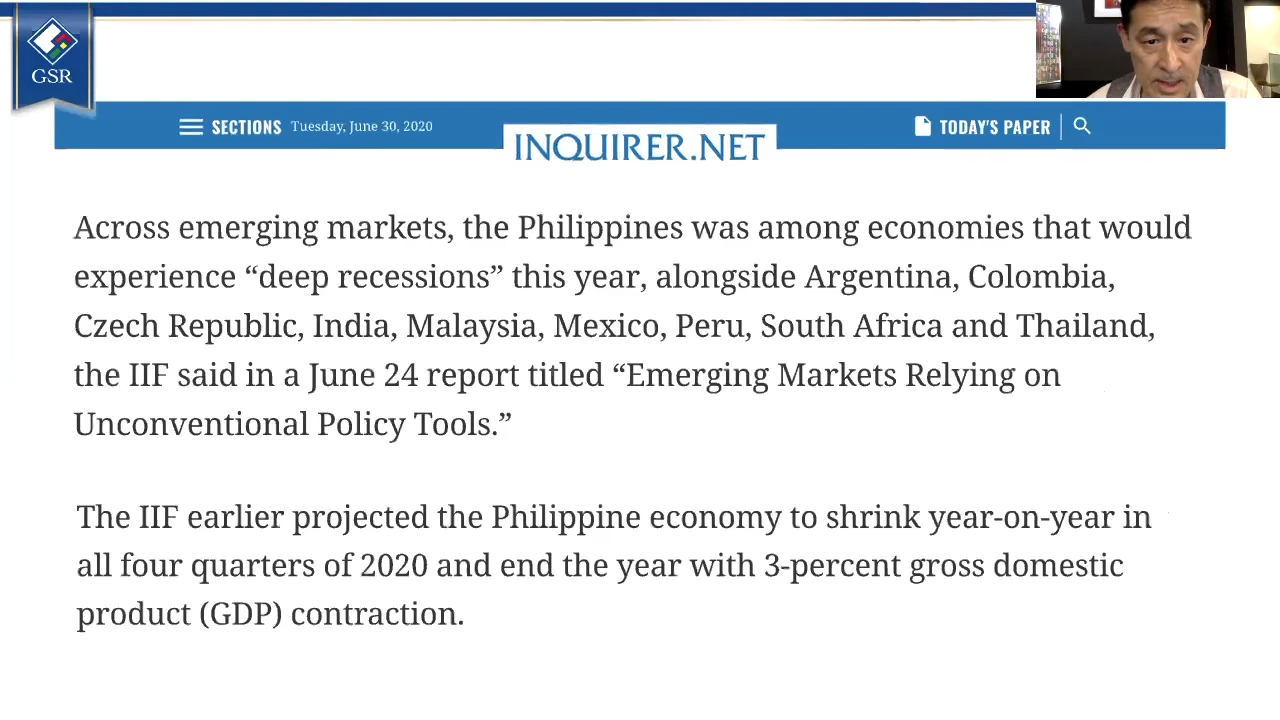 GSR
SECTIONS Tuesday, June 30, 2020
INQUIRER.NET
TODAY'S PAPER
Across emerging markets, the Philippines was among economies that would
experience “deep recessions” this year, alongside Argentina, Colombia,
Czech Republic, India, Malaysia, Mexico, Peru, South Africa and Thailand,
the IIF said in a June 24 report titled “Emerging Markets Relying on
Unconventional Policy Tools.”
The IIF earlier projected the Philippine economy to shrink year-on-year in
all four quarters of 2020 and end the year with 3-percent gross domestic
product (GDP) contraction.